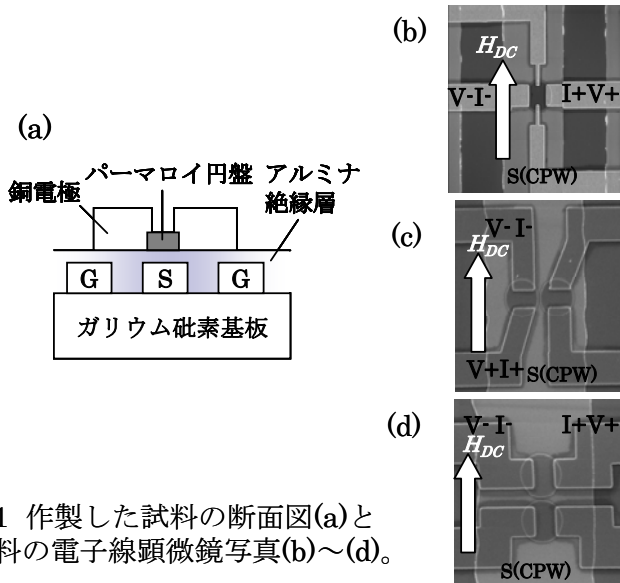 (a)
銅電極
パーマロイ円盤
アルミナ
絶縁層
G
S
G
ガリウム砒素基板
(b)
HDC
V-I-
I+V+
S(CPW)
(c)
V-I-
HDC
V+I+
S(CPW)
(d)
V-I-
I+V+
HDC
S(CPW)
1 作製した試料の断面図(a)と
料の電子線顕微鏡写真(b)～(d)。